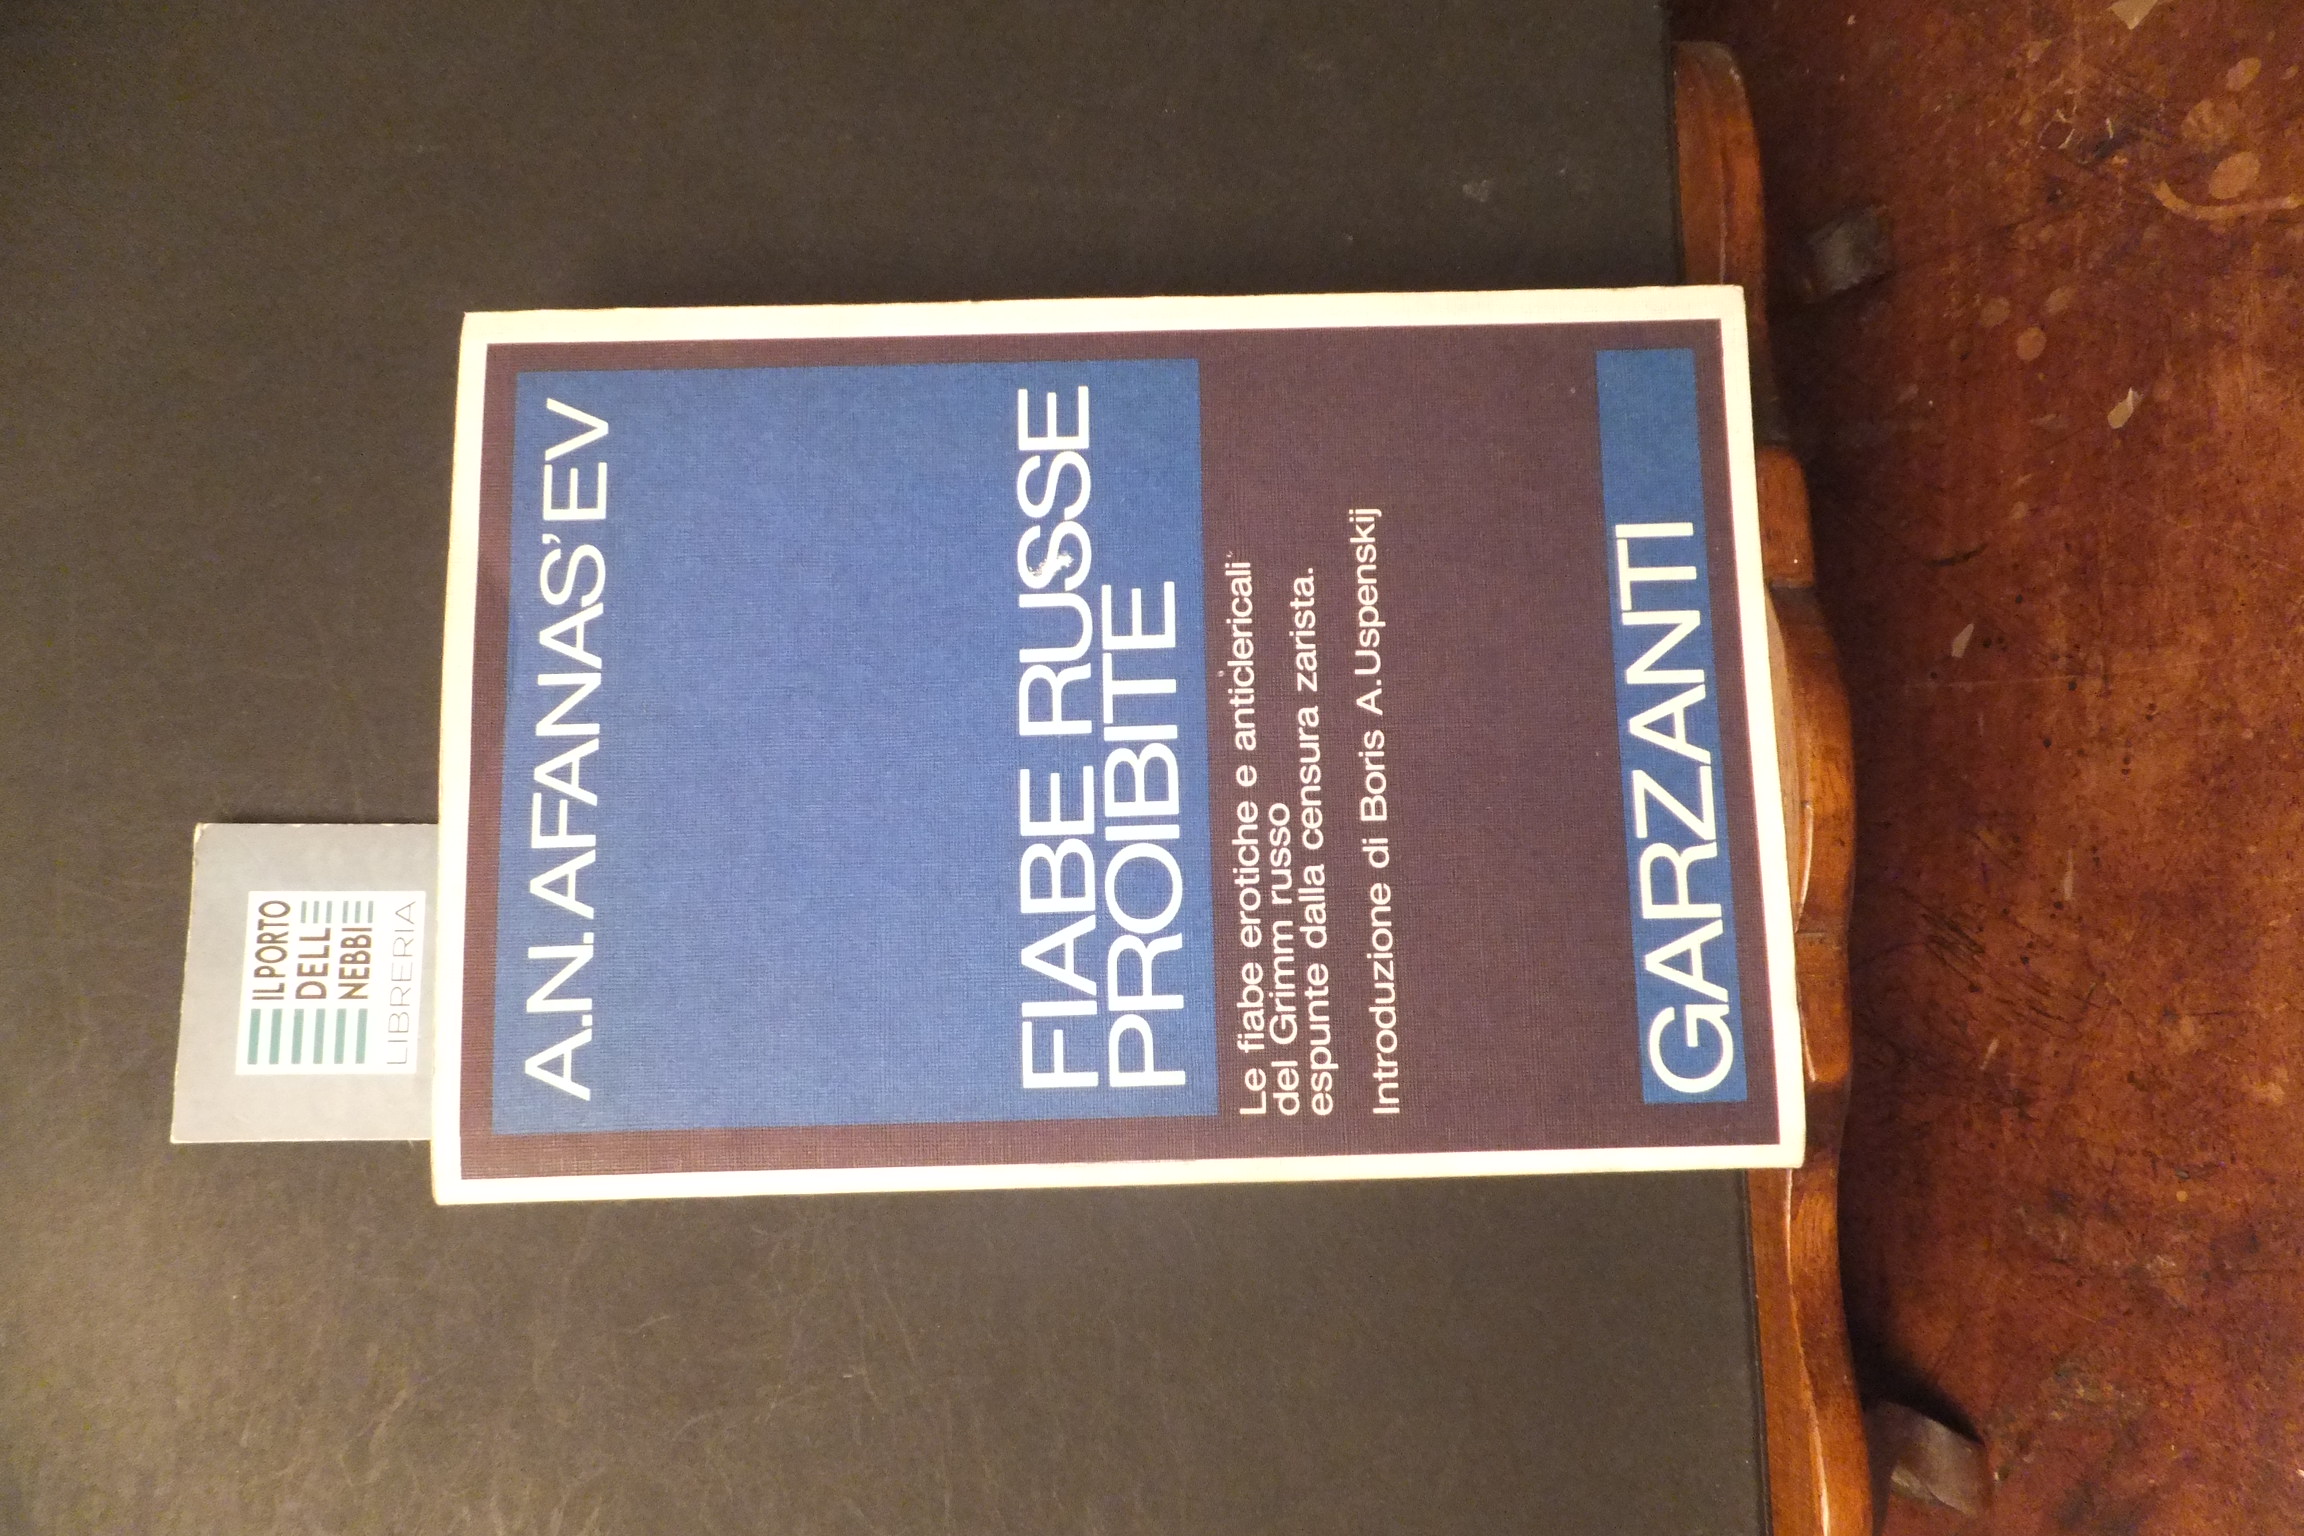 IL PORTO
DELLE
NEBBIE
LIBRERIA
A.N. AFANAS'EV
FIABE RUSSE
PROIBITE
Le fiabe erotiche e anticlericali
del Grimm russo
espunte dalla censura zarista.
Introduzione di Boris A. Uspenskij
GARZANTI